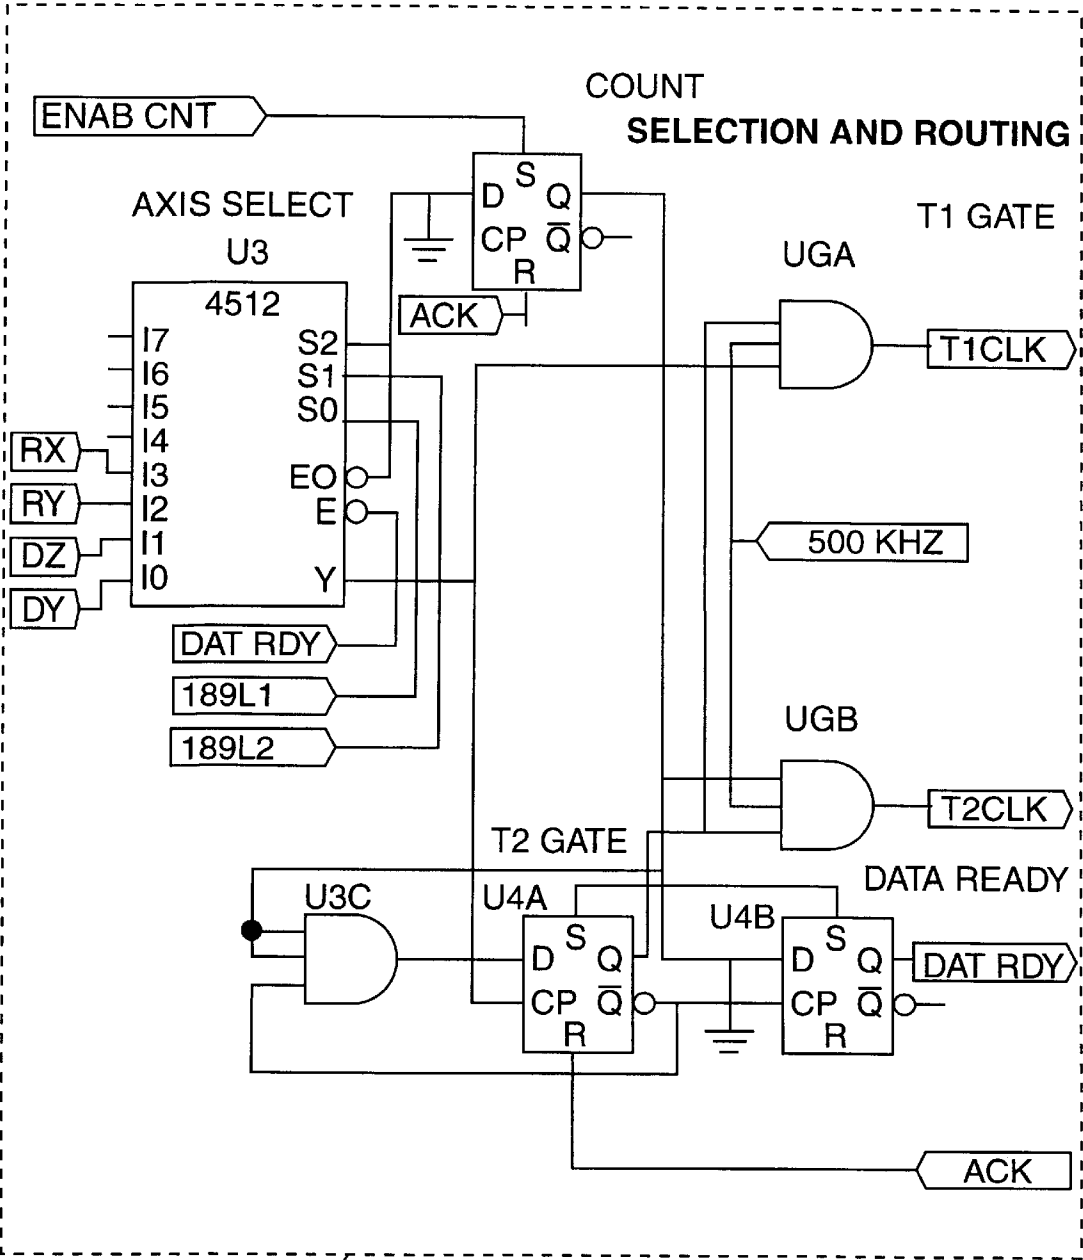 COUNT
SELECTION AND ROUTING
ENAB CNT
S
D Q
CP Q̅
R
ACK
AXIS SELECT
U3
4512
I7
I6
I5
I4
I3
I2
I1
I0
S2
S1
S0
EO
E
Y
RX
RY
DZ
DY
DAT RDY
189L1
189L2
T1 GATE
UGA
T1CLK
500 KHZ
UGB
T2CLK
T2 GATE
DATA READY
U3C
U4A
S
D Q
CP Q̅
R
U4B
S
D Q
CP Q̅
R
DAT RDY
ACK